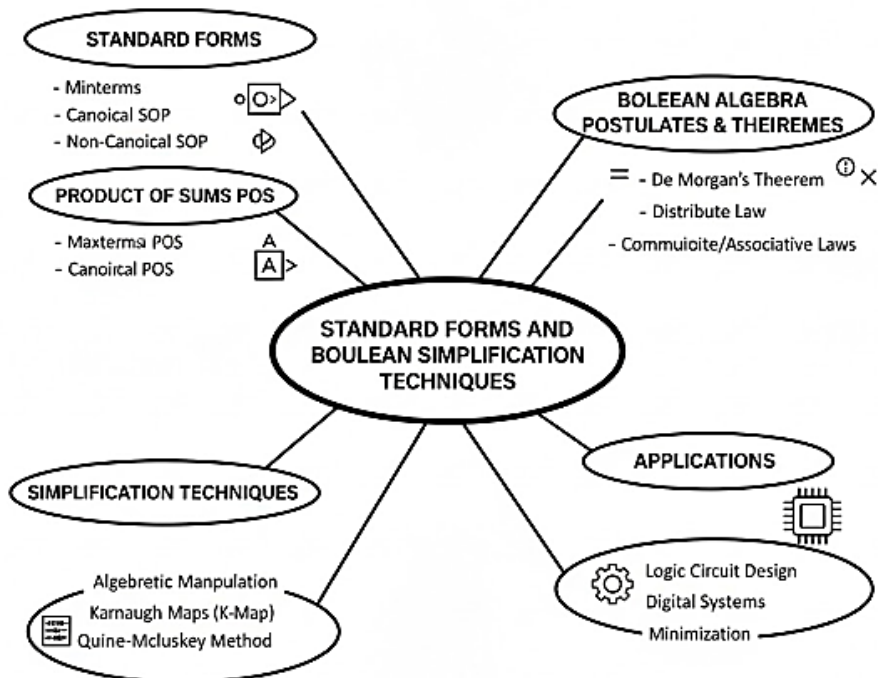 STANDARD FORMS
- Minterms
- Canoical SOP
- Non-Canoical SOP
PRODUCT OF SUMS POS
- Maxterms POS
- Canoircal POS
A
A
BOLEEAN ALGEBRA
POSTULATES & THEIREMES
= - De Morgan's Theerem
- Distribute Law
- Commuioite/Associative Laws
STANDARD FORMS AND
BOULEAN SIMPLIFICATION
TECHNIQUES
SIMPLIFICATION TECHNIQUES
Algebretic Manpulation
Karnaugh Maps (K-Map)
Quine-Mcluskey Method
APPLICATIONS
Logic Circuit Design
Digital Systems
Minimization